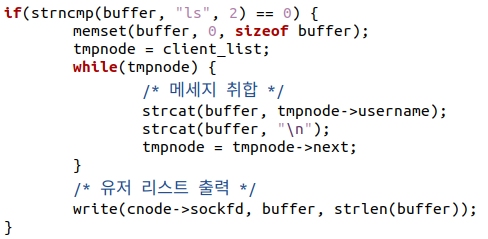 if(strncmp(buffer, "ls", 2) == 0) {
        memset(buffer, 0, sizeof buffer);
        tmpnode = client_list;
        while(tmpnode) {
                /* 메세지 취합 */
                strcat(buffer, tmpnode->username);
                strcat(buffer, "\n");
                tmpnode = tmpnode->next;
        }
        /* 유저 리스트 출력 */
        write(cnode->sockfd, buffer, strlen(buffer));
}